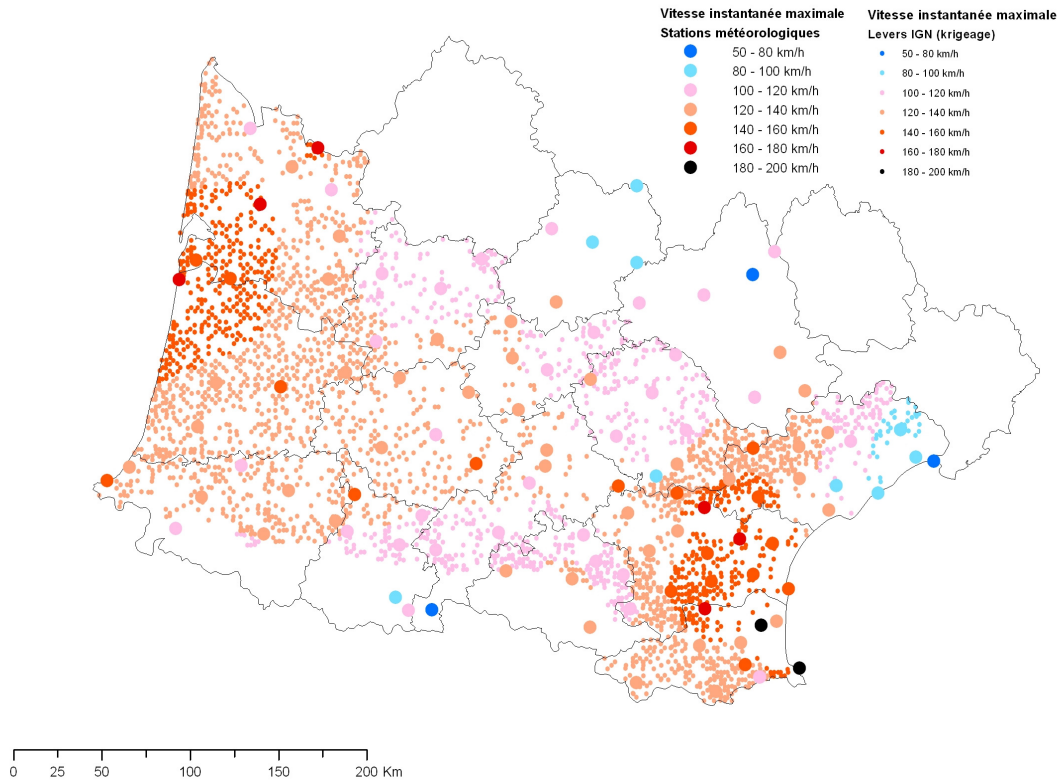 Vitesse instantanée maximale
Stations météorologiques
50 - 80 km/h
80 - 100 km/h
100 - 120 km/h
120 - 140 km/h
140 - 160 km/h
160 - 180 km/h
180 - 200 km/h
Vitesse instantanée maximale
Levers IGN (krigeage)
50 - 80 km/h
80 - 100 km/h
100 - 120 km/h
120 - 140 km/h
140 - 160 km/h
160 - 180 km/h
180 - 200 km/h
0 25 50 100 150 200 Km